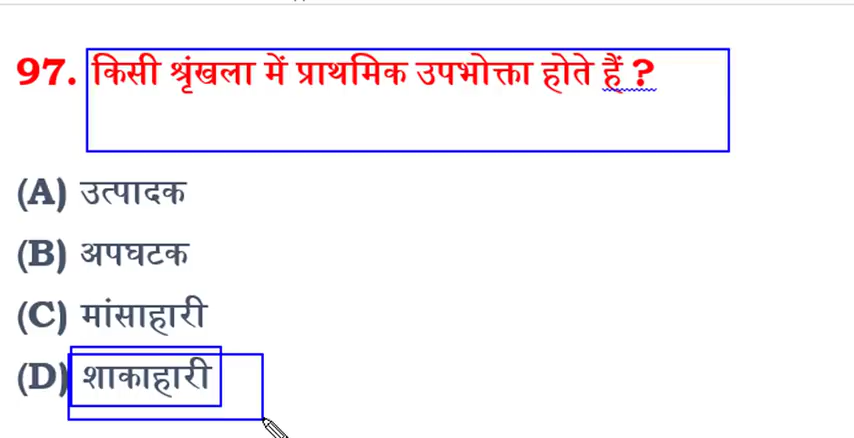 97. किसी श्रृंखला में प्राथमिक उपभोक्ता होते हैं ?
(A) उत्पादक
(B) अपघटक
(C) मांसाहारी
(D) शाकाहारी